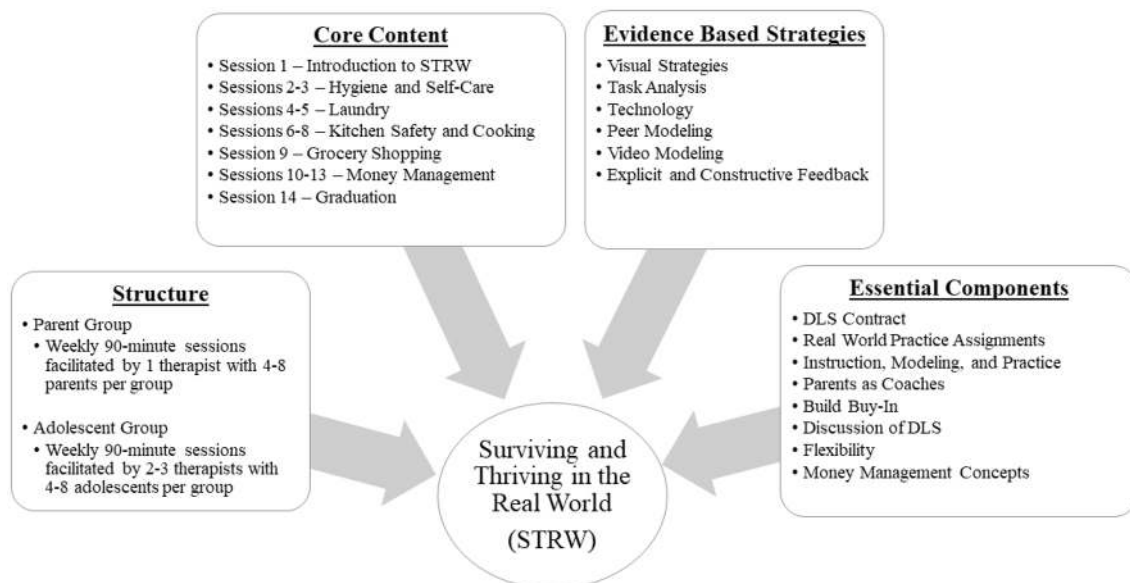 Core Content
• Session 1 – Introduction to STRW
• Sessions 2-3 – Hygiene and Self-Care
• Sessions 4-5 – Laundry
• Sessions 6-8 – Kitchen Safety and Cooking
• Session 9 – Grocery Shopping
• Sessions 10-13 – Money Management
• Session 14 – Graduation
Evidence Based Strategies
• Visual Strategies
• Task Analysis
• Technology
• Peer Modeling
• Video Modeling
• Explicit and Constructive Feedback
Structure
• Parent Group
• Weekly 90-minute sessions
facilitated by 1 therapist with 4-8
parents per group
• Adolescent Group
• Weekly 90-minute sessions
facilitated by 2-3 therapists with
4-8 adolescents per group
Essential Components
• DLS Contract
• Real World Practice Assignments
• Instruction, Modeling, and Practice
• Parents as Coaches
• Build Buy-In
• Discussion of DLS
• Flexibility
• Money Management Concepts
Surviving and
Thriving in the
Real World
(STRW)